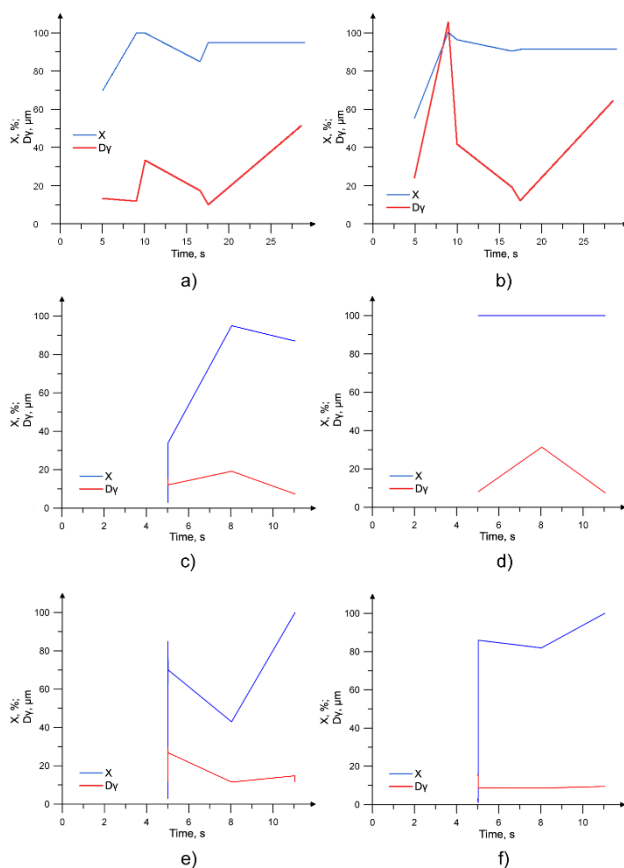 X, %;
Dγ, µm
100
80
60
40
20
0
X
Dγ
0 5 10 15 20 25
Time, s
a)
X, %;
Dγ, µm
100
80
60
40
20
0
X
Dγ
0 5 10 15 20 25
Time, s
b)
X, %;
Dγ, µm
100
80
60
40
20
0
X
Dγ
0 2 4 6 8 10
Time, s
c)
X, %;
Dγ, µm
100
80
60
40
20
0
X
Dγ
0 2 4 6 8 10
Time, s
d)
X, %;
Dγ, µm
100
80
60
40
20
0
X
Dγ
0 2 4 6 8 10
Time, s
e)
X, %;
Dγ, µm
100
80
60
40
20
0
X
Dγ
0 2 4 6 8 10
Time, s
f)